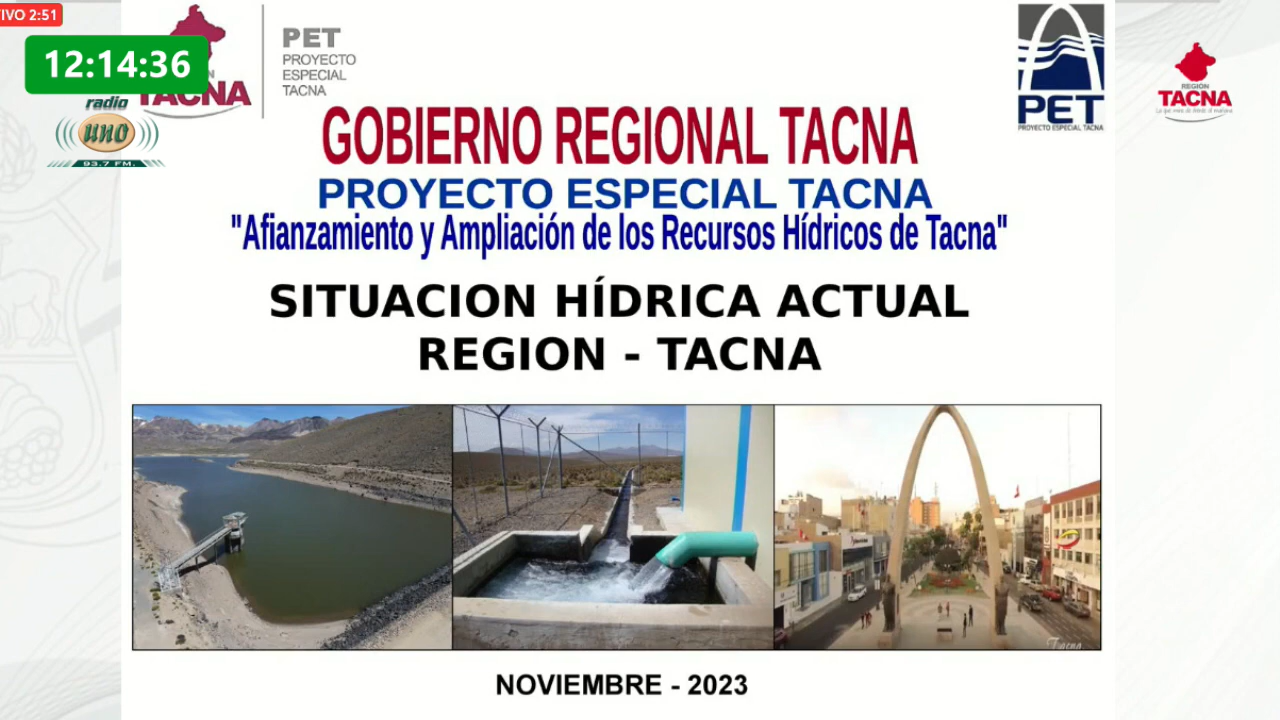 IVO 2:51
12:14:36
TACNA
radio
uno
93.7 FM.
PET
PROYECTO
ESPECIAL
TACNA
PET
PROYECTO ESPECIAL TACNA
REGION
TACNA
GOBIERNO REGIONAL TACNA
PROYECTO ESPECIAL TACNA
"Afianzamiento y Ampliación de los Recursos Hídricos de Tacna"
SITUACION HÍDRICA ACTUAL
REGION - TACNA
Tacna
NOVIEMBRE - 2023